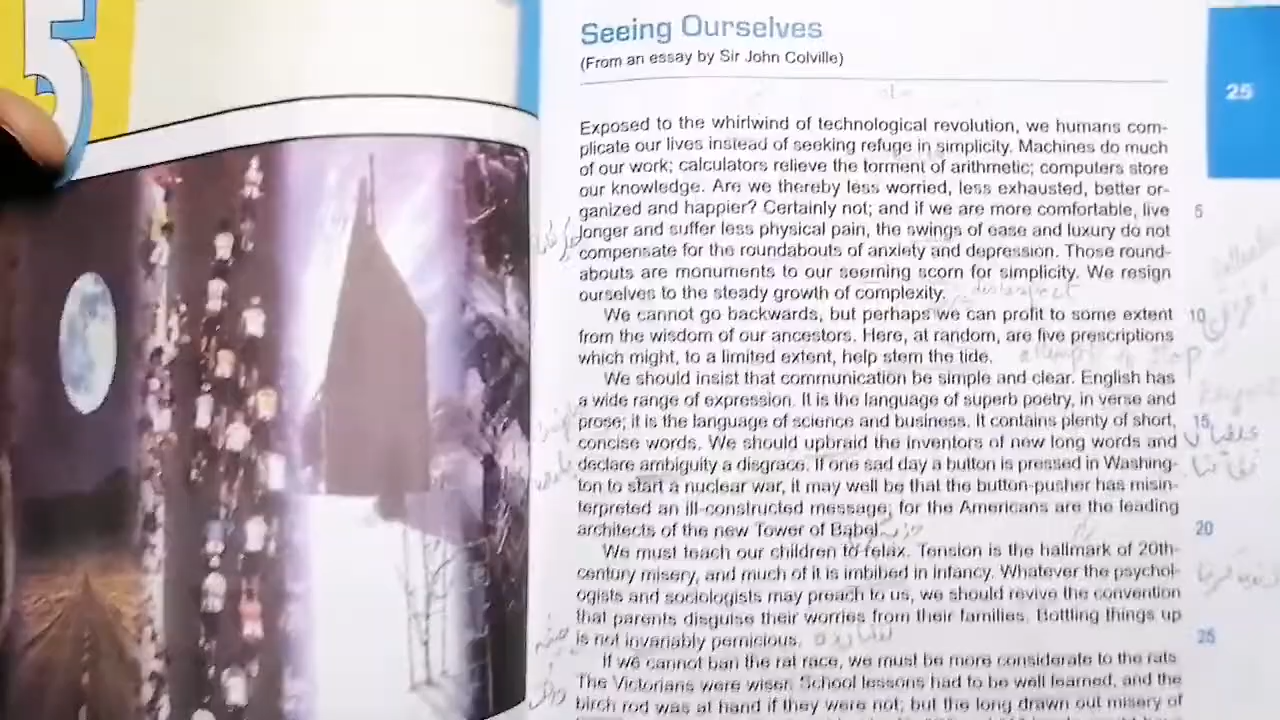 5
Seeing Ourselves
(From an essay by Sir John Colville)
25
Exposed to the whirlwind of technological revolution, we humans com-
plicate our lives instead of seeking refuge in simplicity. Machines do much
of our work; calculators relieve the torment of arithmetic; computers store
our knowledge. Are we thereby less worried, less exhausted, better or-
ganized and happier? Certainly not; and if we are more comfortable, live 5
longer and suffer less physical pain, the swings of ease and luxury do not
compensate for the roundabouts of anxiety and depression. Those round-
abouts are monuments to our seeming scorn for simplicity. We resign
ourselves to the steady growth of complexity.
We cannot go backwards, but perhaps we can profit to some extent 10
from the wisdom of our ancestors. Here, at random, are five prescriptions
which might, to a limited extent, help stem the tide.
We should insist that communication be simple and clear. English has
a wide range of expression. It is the language of superb poetry, in verse and
prose; it is the language of science and business. It contains plenty of short, 15
concise words. We should upbraid the inventors of new long words and
declare ambiguity a disgrace. If one sad day a button is pressed in Washing-
ton to start a nuclear war, it may well be that the button-pusher has misin-
terpreted an ill-constructed message; for the Americans are the leading
architects of the new Tower of Babel. 20
We must teach our children to relax. Tension is the hallmark of 20th-
century misery, and much of it is imbibed in infancy. Whatever the psychol-
ogists and sociologists may preach to us, we should revive the convention
that parents disguise their worries from their families. Bottling things up
is not invariably pernicious. 25
If we cannot ban the rat race, we must be more considerate to the rats
The Victorians were wiser. School lessons had to be well learned, and the
birch rod was at hand if they were not; but the long drawn out misery of